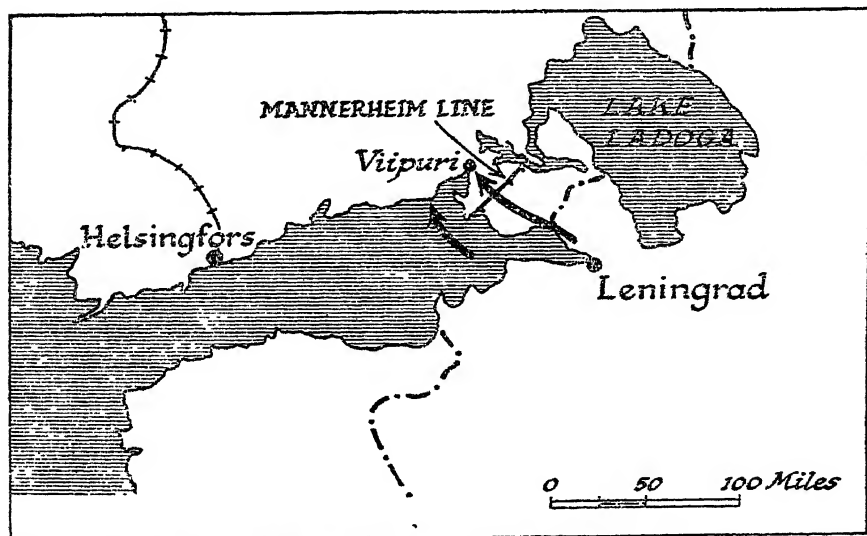 MANNERHEIM LINE
LAKE
LADOGA
Viipuri
Helsingfors
Leningrad
0 50 100 Miles